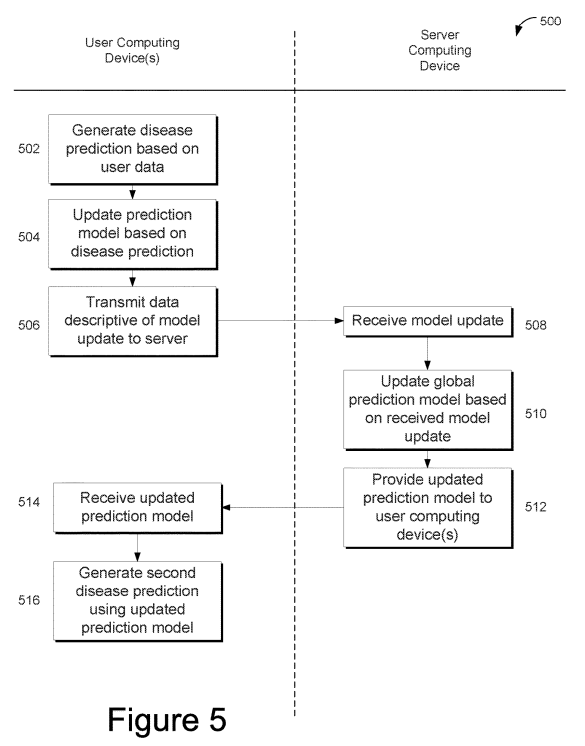 500
User Computing
Device(s)
Server
Computing
Device
502
Generate disease
prediction based on
user data
504
Update prediction
model based on
disease prediction
506
Transmit data
descriptive of model
update to server
Receive model update
508
Update global
prediction model based
on received model
update
510
Provide updated
prediction model to
user computing
device(s)
512
514
Receive updated
prediction model
516
Generate second
disease prediction
using updated
prediction model
Figure 5